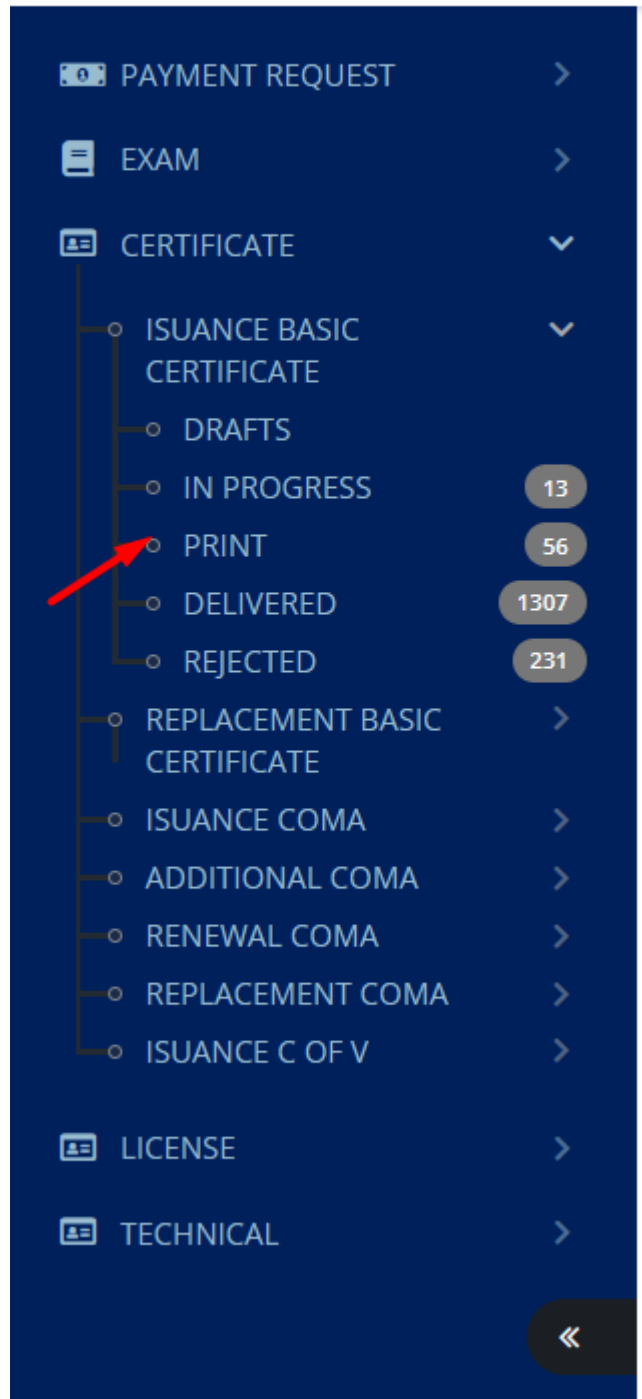 PAYMENT REQUEST
EXAM
CERTIFICATE
ISUANCE BASIC
CERTIFICATE
DRAFTS
IN PROGRESS 13
PRINT 56
DELIVERED 1307
REJECTED 231
REPLACEMENT BASIC
CERTIFICATE
ISUANCE COMA
ADDITIONAL COMA
RENEWAL COMA
REPLACEMENT COMA
ISUANCE C OF V
LICENSE
TECHNICAL